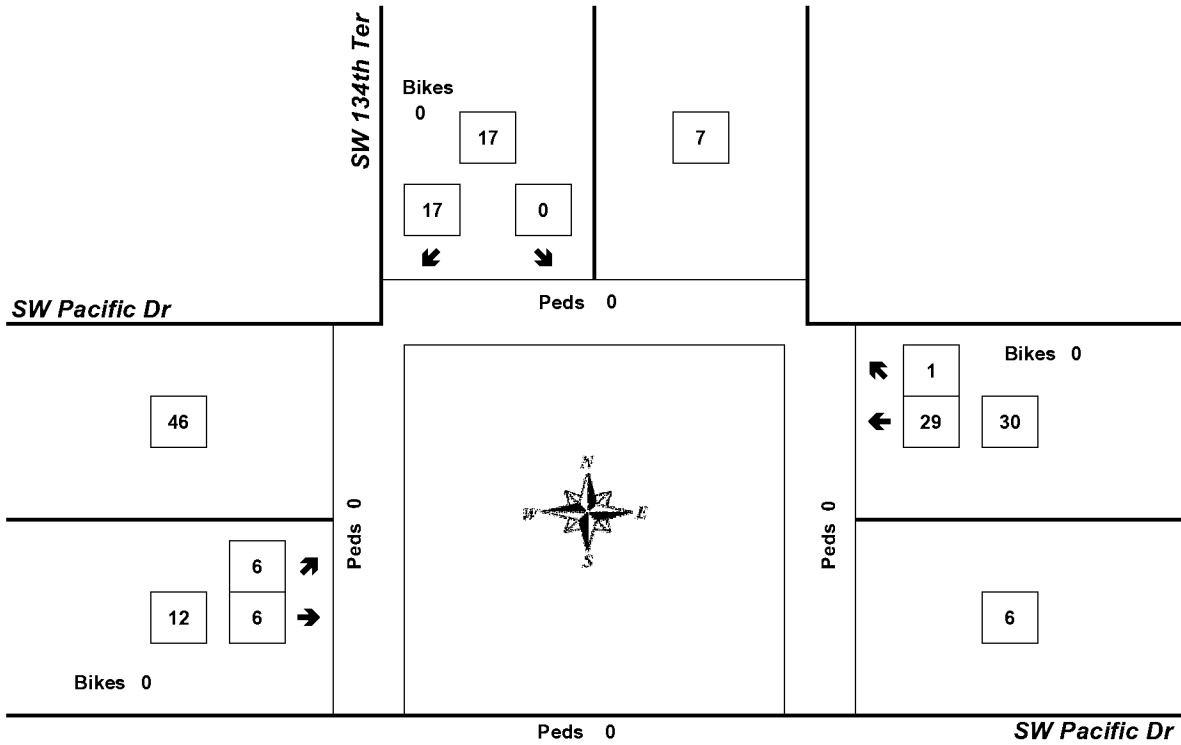 SW 134th Ter
Bikes
0
17
7
17
0
Peds 0
SW Pacific Dr
1
Bikes 0
46
29
30
N
W
E
S
Peds 0
Peds 0
6
12
6
6
Bikes 0
Peds 0
SW Pacific Dr